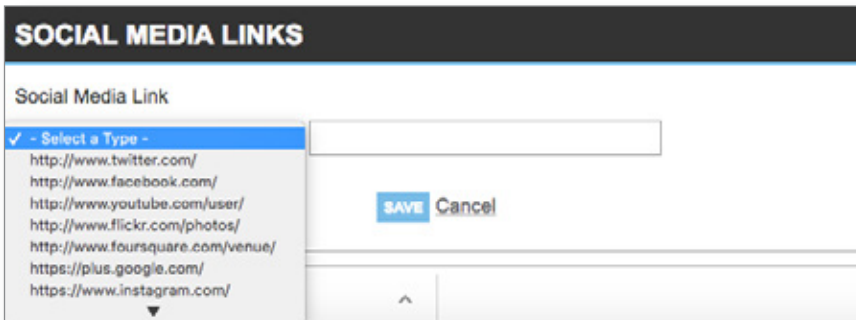 SOCIAL MEDIA LINKS
Social Media Link
- Select a Type -
http://www.twitter.com/
http://www.facebook.com/
http://www.youtube.com/user/
http://www.flickr.com/photos/
http://www.foursquare.com/venue/
https://plus.google.com/
https://www.instagram.com/
SAVE Cancel